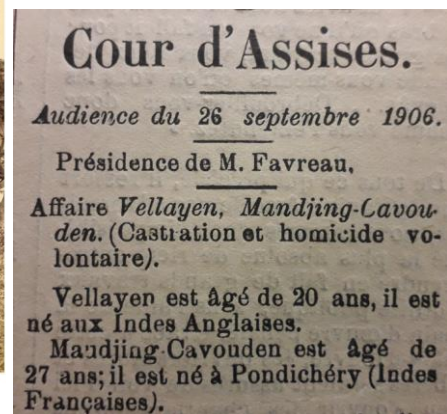 Cour d'Assises.
Audience du 26 septembre 1906.
Présidence de M. Favreau,
Affaire Vellayen, Mandjing-Cavou-
den. (Castration et homicide vo-
lontaire).
Vellayen est âgé de 20 ans, il est
né aux Indes Anglaises.
Mandjing-Cavouden est âgé de
27 ans; il est né à Pondichéry (Indes
Françaises).